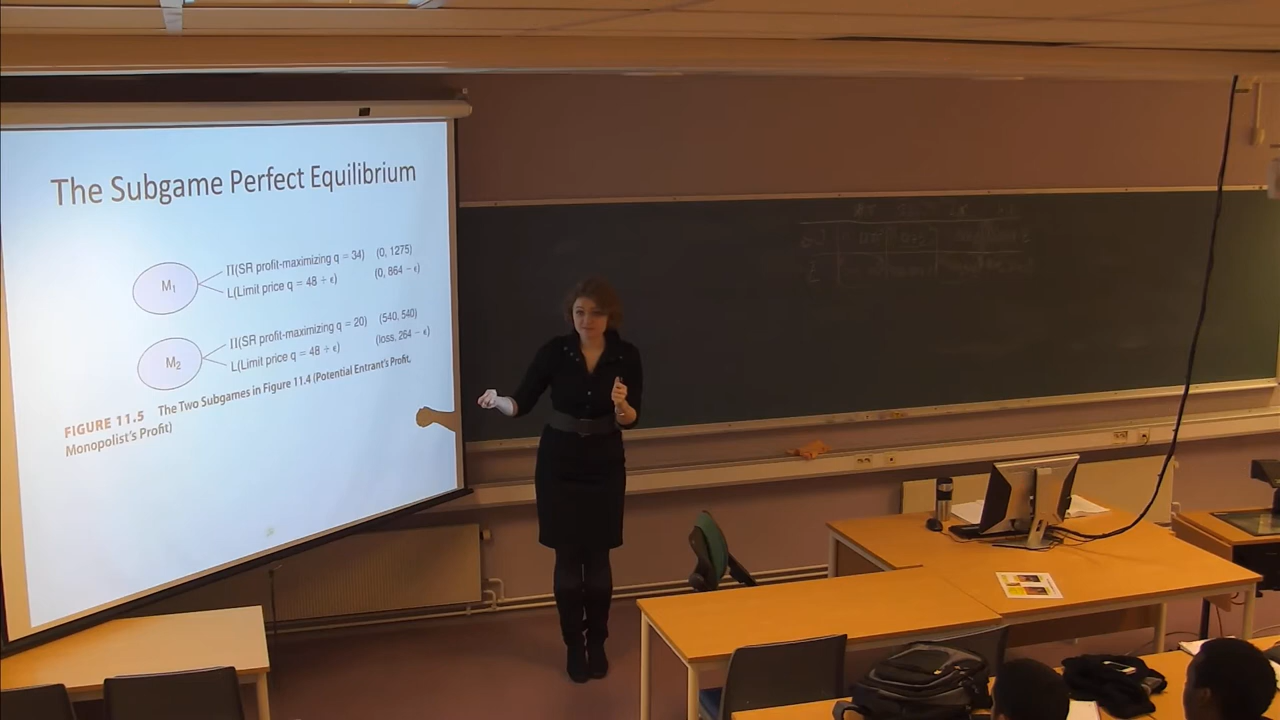 The Subgame Perfect Equilibrium
Π(SR profit-maximizing q = 34) (0, 1275)
M₁
L(Limit price q = 48 ÷ ϵ) (0, 864 − ϵ)
Π(SR profit-maximizing q = 20) (540, 540)
M₂
L(Limit price q = 48 ÷ ϵ) (loss, 264 − ϵ)
FIGURE 11.5 The Two Subgames in Figure 11.4 (Potential Entrant's Profit,
Monopolist's Profit)